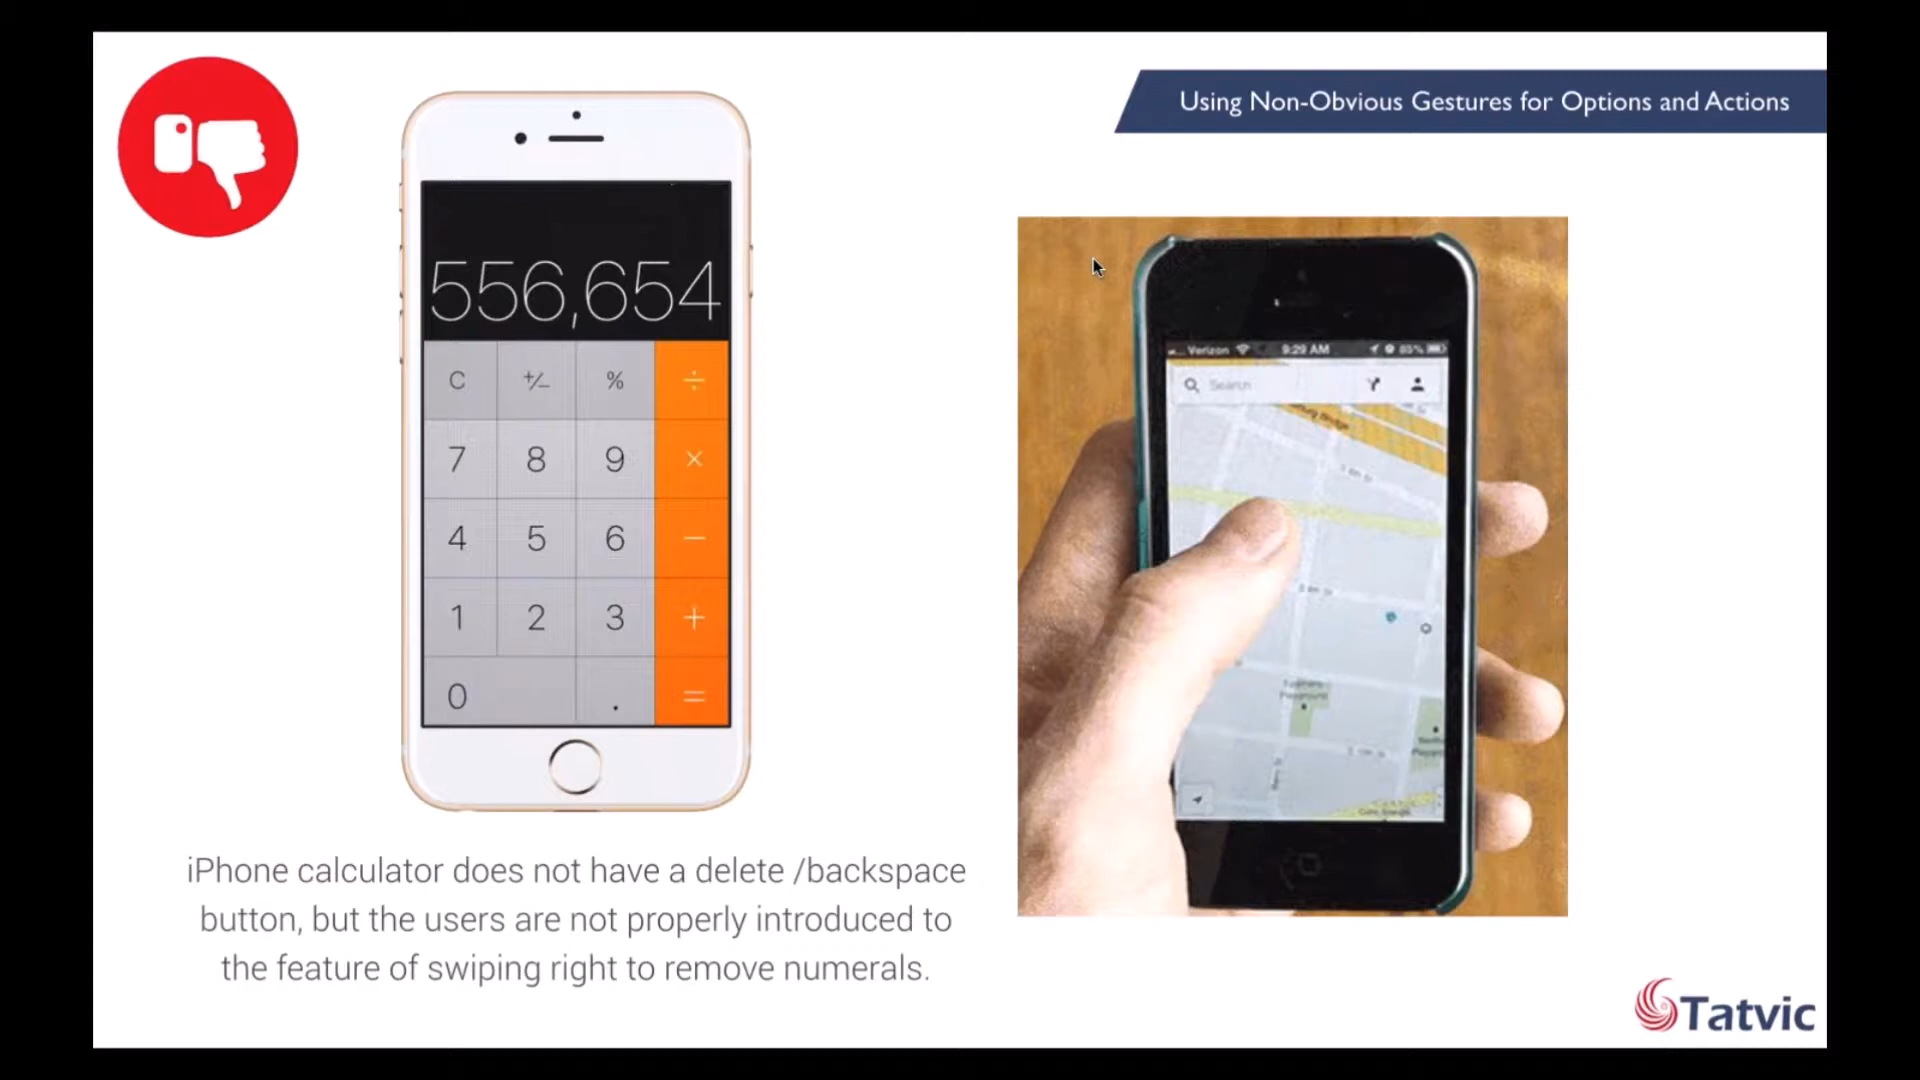 Using Non-Obvious Gestures for Options and Actions
556,654
C +/− % ÷
7 8 9 ×
4 5 6 −
1 2 3 +
0 . =
Verizon 9:29 AM 85%
Search
iPhone calculator does not have a delete /backspace
button, but the users are not properly introduced to
the feature of swiping right to remove numerals.
Tatvic